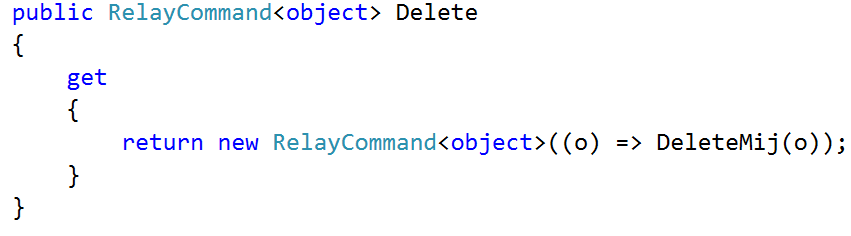 public RelayCommand<object> Delete
{
    get
    {
        return new RelayCommand<object>((o) => DeleteMij(o));
    }
}